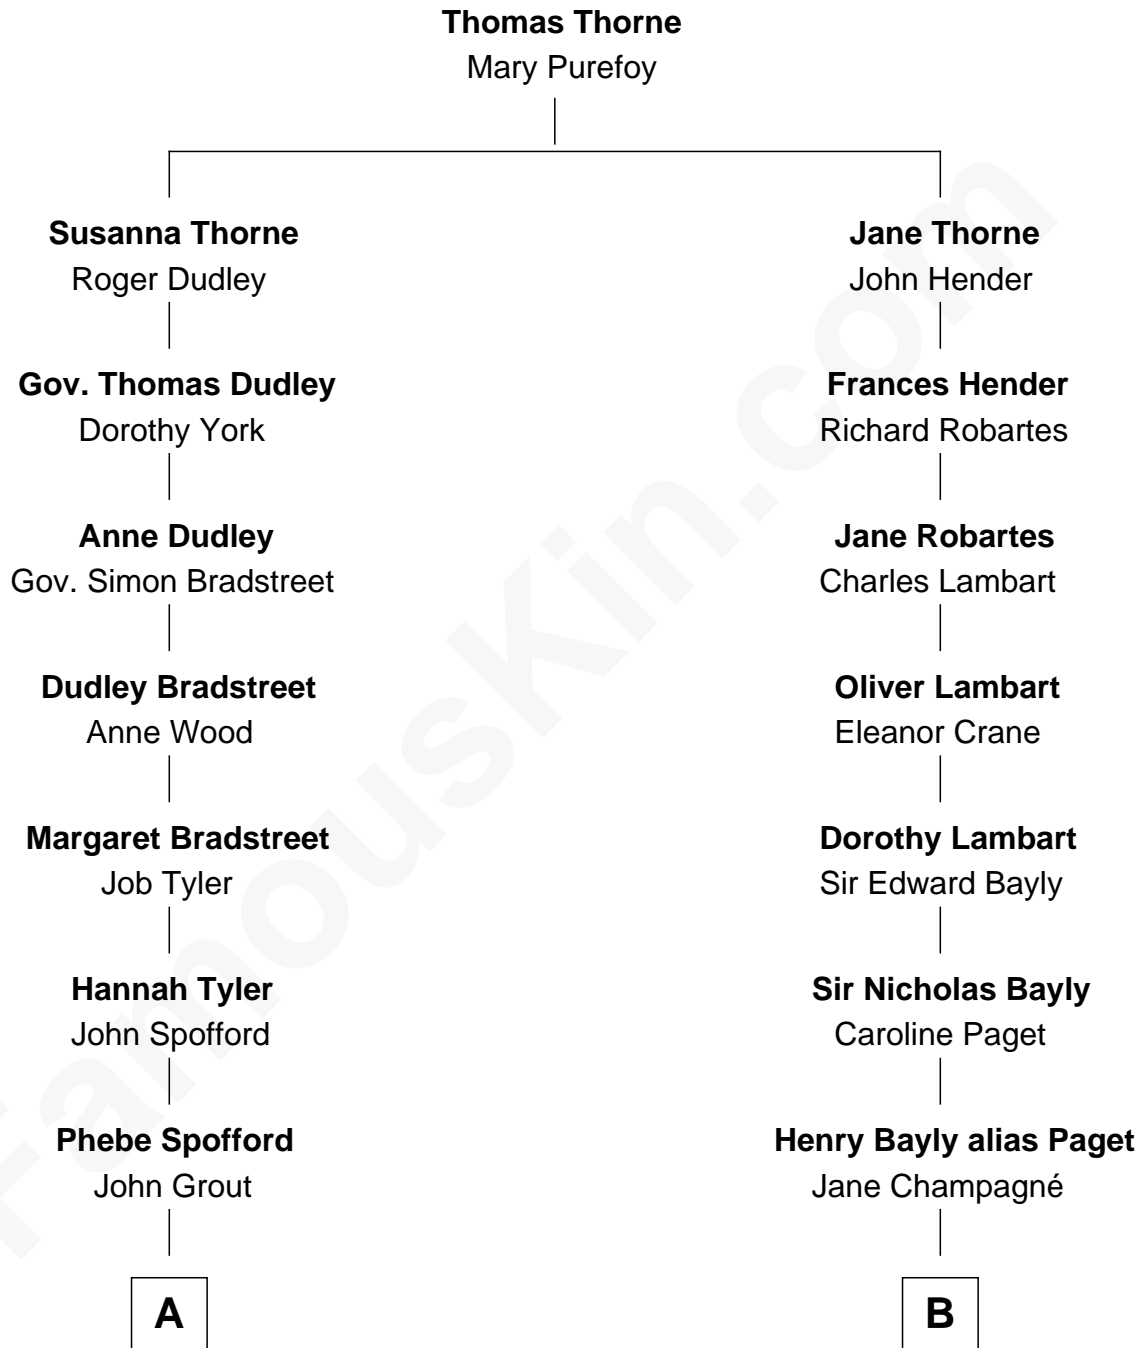 Thomas Thorne
Mary Purefoy
Susanna Thorne
Roger Dudley
Gov. Thomas Dudley
Dorothy York
Anne Dudley
Gov. Simon Bradstreet
Dudley Bradstreet
Anne Wood
Margaret Bradstreet
Job Tyler
Hannah Tyler
John Spofford
Phebe Spofford
John Grout
A
Jane Thorne
John Hender
Frances Hender
Richard Robartes
Jane Robartes
Charles Lambart
Oliver Lambart
Eleanor Crane
Dorothy Lambart
Sir Edward Bayly
Sir Nicholas Bayly
Caroline Paget
Henry Bayly alias Paget
Jane Champagné
B
FamousKin.com